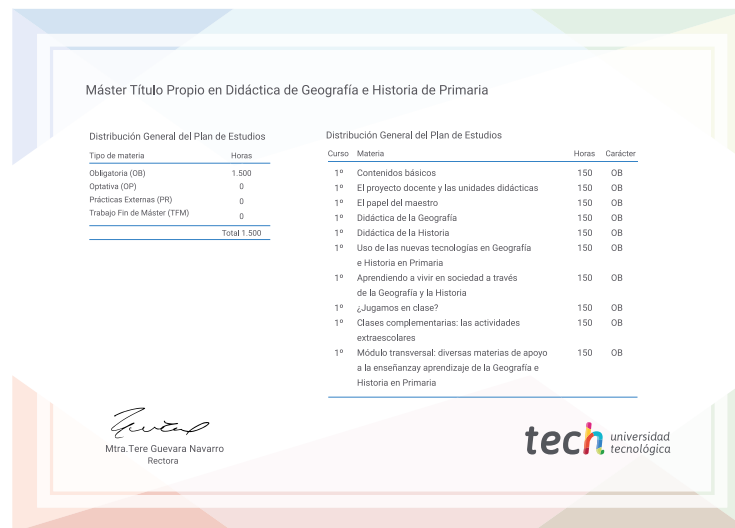 Máster Título Propio en Didáctica de Geografía e Historia de Primaria
Distribución General del Plan de Estudios
Tipo de materia Horas
Obligatoria (OB) 1.500
Optativa (OP) 0
Prácticas Externas (PR) 0
Trabajo Fin de Máster (TFM) 0
Total 1.500
Distribución General del Plan de Estudios
Curso Materia Horas Carácter
1º Contenidos básicos 150 OB
1º El proyecto docente y las unidades didácticas 150 OB
1º El papel del maestro 150 OB
1º Didáctica de la Geografía 150 OB
1º Didáctica de la Historia 150 OB
1º Uso de las nuevas tecnologías en Geografía 150 OB
e Historia en Primaria
1º Aprendiendo a vivir en sociedad a través 150 OB
de la Geografía y la Historia
1º ¿Jugamos en clase? 150 OB
1º Clases complementarias: las actividades 150 OB
extraescolares
1º Módulo transversal: diversas materias de apoyo 150 OB
a la enseñanzay aprendizaje de la Geografía e
Historia en Primaria
Mtra.Tere Guevara Navarro
Rectora
tech universidad
tecnológica